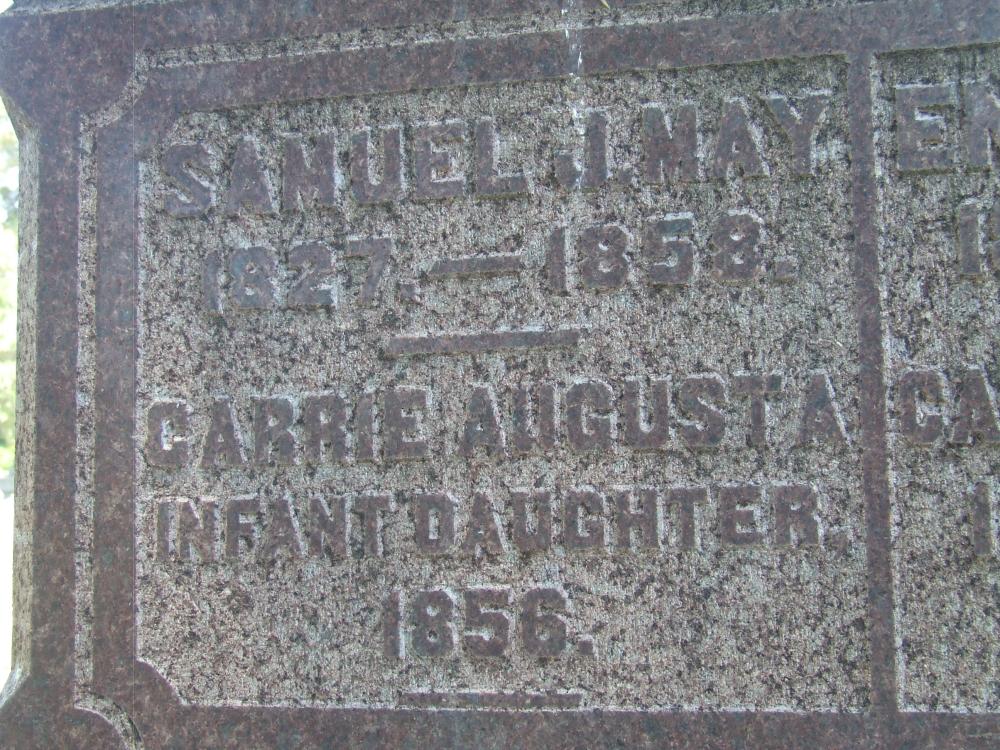 SAMUEL J. MAY
1827. — 1858.
CARRIE AUGUSTA
INFANT DAUGHTER.
1856.